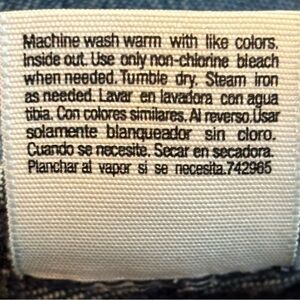 Machine wash warm with like colors.
Inside out. Use only non-chlorine bleach
when needed. Tumble dry. Steam iron
as needed. Lavar en lavadora con agua
tibia. Con colores similares. Al reverso. Usar
solamente blanqueador sin cloro.
Cuando se necesite. Secar en secadora.
Planchar al vapor si se necesita.742965